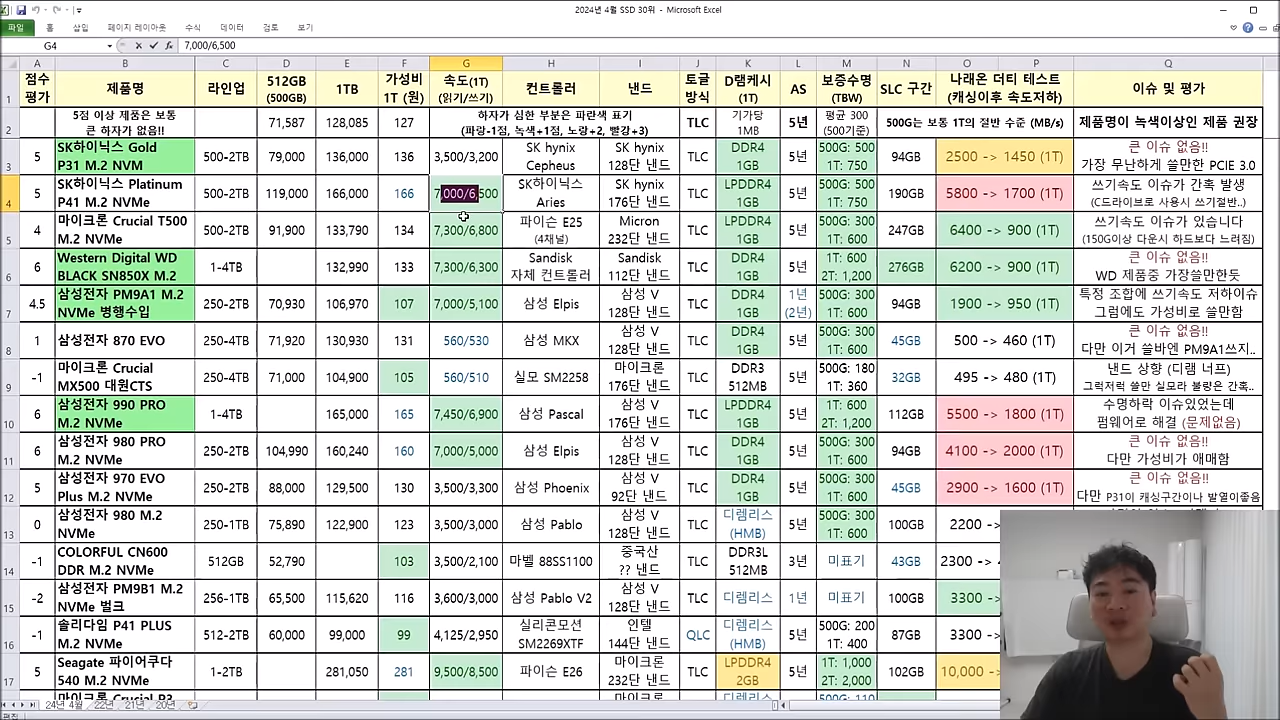 2024년 4월 SSD 30위 - Microsoft Excel
파일 홈 삽입 페이지 레이아웃 수식 데이터 검토 보기
G4 fx 7,000/6,500
A B C D E F G H I J K L M N O P Q
1 점수 평가 제품명 라인업 512GB (500GB) 1TB 가성비 1T (원) 속도(1T) (읽기/쓰기) 컨트롤러 낸드 토글 방식 D램캐시 (1T) AS 보증수명 (TBW) SLC 구간 나래온 더티 테스트 (캐싱이후 속도저하) 이슈 및 평가
2 5점 이상 제품은 보통 큰 하자가 없음!! 71,587 128,085 127 하자가 심한 부분은 파란색 표기 (파랑-1점, 녹색+1점, 노랑+2, 빨강+3) TLC 기가당 1MB 5년 평균 300 (500기준) 500G는 보통 1T의 절반 수준 (MB/s) 제품명이 녹색이상인 제품 권장
3 5 SK하이닉스 Gold P31 M.2 NVM 500-2TB 79,000 136,000 136 3,500/3,200 SK hynix Cepheus SK hynix 128단 낸드 TLC DDR4 1GB 5년 500G: 500 1T: 750 94GB 2500 -> 1450 (1T) 큰 이슈 없음!! 가장 무난하게 쓸만한 PCIE 3.0
4 5 SK하이닉스 Platinum P41 M.2 NVMe 500-2TB 119,000 166,000 166 7,000/6,500 SK하이닉스 Aries SK hynix 176단 낸드 TLC LPDDR4 1GB 5년 500G: 500 1T: 750 190GB 5800 -> 1700 (1T) 쓰기속도 이슈가 간혹 발생 (C드라이브로 사용시 쓰기절반..)
5 4 마이크론 Crucial T500 M.2 NVMe 500-2TB 91,900 133,790 134 7,300/6,800 파이슨 E25 (4채널) Micron 232단 낸드 TLC LPDDR4 1GB 5년 500G: 300 1T: 600 247GB 6400 -> 900 (1T) 쓰기속도 이슈가 있습니다 (150G이상 다운시 하드보다 느려짐)
6 6 Western Digital WD BLACK SN850X M.2 1-4TB 132,990 133 7,300/6,300 Sandisk 자체 컨트롤러 Sandisk 112단 낸드 TLC DDR4 1GB 5년 1T: 600 2T: 1,200 276GB 6200 -> 900 (1T) 큰 이슈 없음!! WD 제품중 가장쓸만한듯
7 4.5 삼성전자 PM9A1 M.2 NVMe 병행수입 250-2TB 70,930 106,970 107 7,000/5,100 삼성 Elpis 삼성 V 128단 낸드 TLC DDR4 1GB 1년 (2년) 500G: 300 1T: 600 94GB 1900 -> 950 (1T) 특정 조합에 쓰기속도 저하이슈 그럼에도 가성비로 쓸만함
8 1 삼성전자 870 EVO 250-4TB 71,920 130,930 131 560/530 삼성 MKX 삼성 V 128단 낸드 TLC DDR4 1GB 5년 500G: 300 1T: 600 45GB 500 -> 460 (1T) 큰 이슈 없음!! 다만 이거 쓸바엔 PM9A1쓰지..
9 -1 마이크론 Crucial MX500 대원CTS 250-4TB 71,000 104,900 105 560/510 실모 SM2258 마이크론 176단 낸드 TLC DDR3 512MB 5년 500G: 180 1T: 360 32GB 495 -> 480 (1T) 낸드 상향 (디램 너프) 그럭저럭 쓸만 실모라 불량은 간혹..
10 6 삼성전자 990 PRO M.2 NVMe 1-4TB 165,000 165 7,450/6,900 삼성 Pascal 삼성 V 176단 낸드 TLC LPDDR4 1GB 5년 1T: 600 2T: 1,200 112GB 5500 -> 1800 (1T) 수명하락 이슈있었는데 펌웨어로 해결 (문제없음)
11 6 삼성전자 980 PRO M.2 NVMe 250-2TB 104,990 160,240 160 7,000/5,000 삼성 Elpis 삼성 V 128단 낸드 TLC DDR4 1GB 5년 500G: 300 1T: 600 94GB 4100 -> 2000 (1T) 큰 이슈 없음!! 다만 가성비가 애매함
12 5 삼성전자 970 EVO Plus M.2 NVMe 250-2TB 88,000 129,500 130 3,500/3,300 삼성 Phoenix 삼성 V 92단 낸드 TLC DDR4 1GB 5년 500G: 300 1T: 600 45GB 2900 -> 1600 (1T) 큰 이슈 없음!! 다만 P31이 캐싱구간이나 발열이좋음
13 0 삼성전자 980 M.2 NVMe 250-1TB 75,890 122,900 123 3,500/3,000 삼성 Pablo 삼성 V 128단 낸드 TLC 디렘리스 (HMB) 5년 500G: 300 1T: 600 100GB 2200 ->
14 -1 COLORFUL CN600 DDR M.2 NVMe 512GB 52,790 103 3,500/2,100 마벨 88SS1100 중국산 ?? 낸드 TLC DDR3L 512MB 3년 미표기 43GB 2300 ->
15 -2 삼성전자 PM9B1 M.2 NVMe 벌크 256-1TB 65,500 115,620 116 3,600/3,000 삼성 Pablo V2 삼성 V 128단 낸드 TLC 디렘리스 1년 미표기 100GB 3300 ->
16 -1 솔리다임 P41 PLUS M.2 NVMe 512-2TB 60,000 99,000 99 4,125/2,950 실리콘모션 SM2269XTF 인텔 144단 낸드 QLC 디렘리스 (HMB) 5년 500G: 200 1T: 400 87GB 3300 ->
17 5 Seagate 파이어쿠다 540 M.2 NVMe 1-2TB 281,050 281 9,500/8,500 파이슨 E26 마이크론 232단 낸드 TLC LPDDR4 2GB 5년 1T: 1,000 2T: 2,000 102GB 10,000 ->
24년 4월 22년 21년 20년
편집